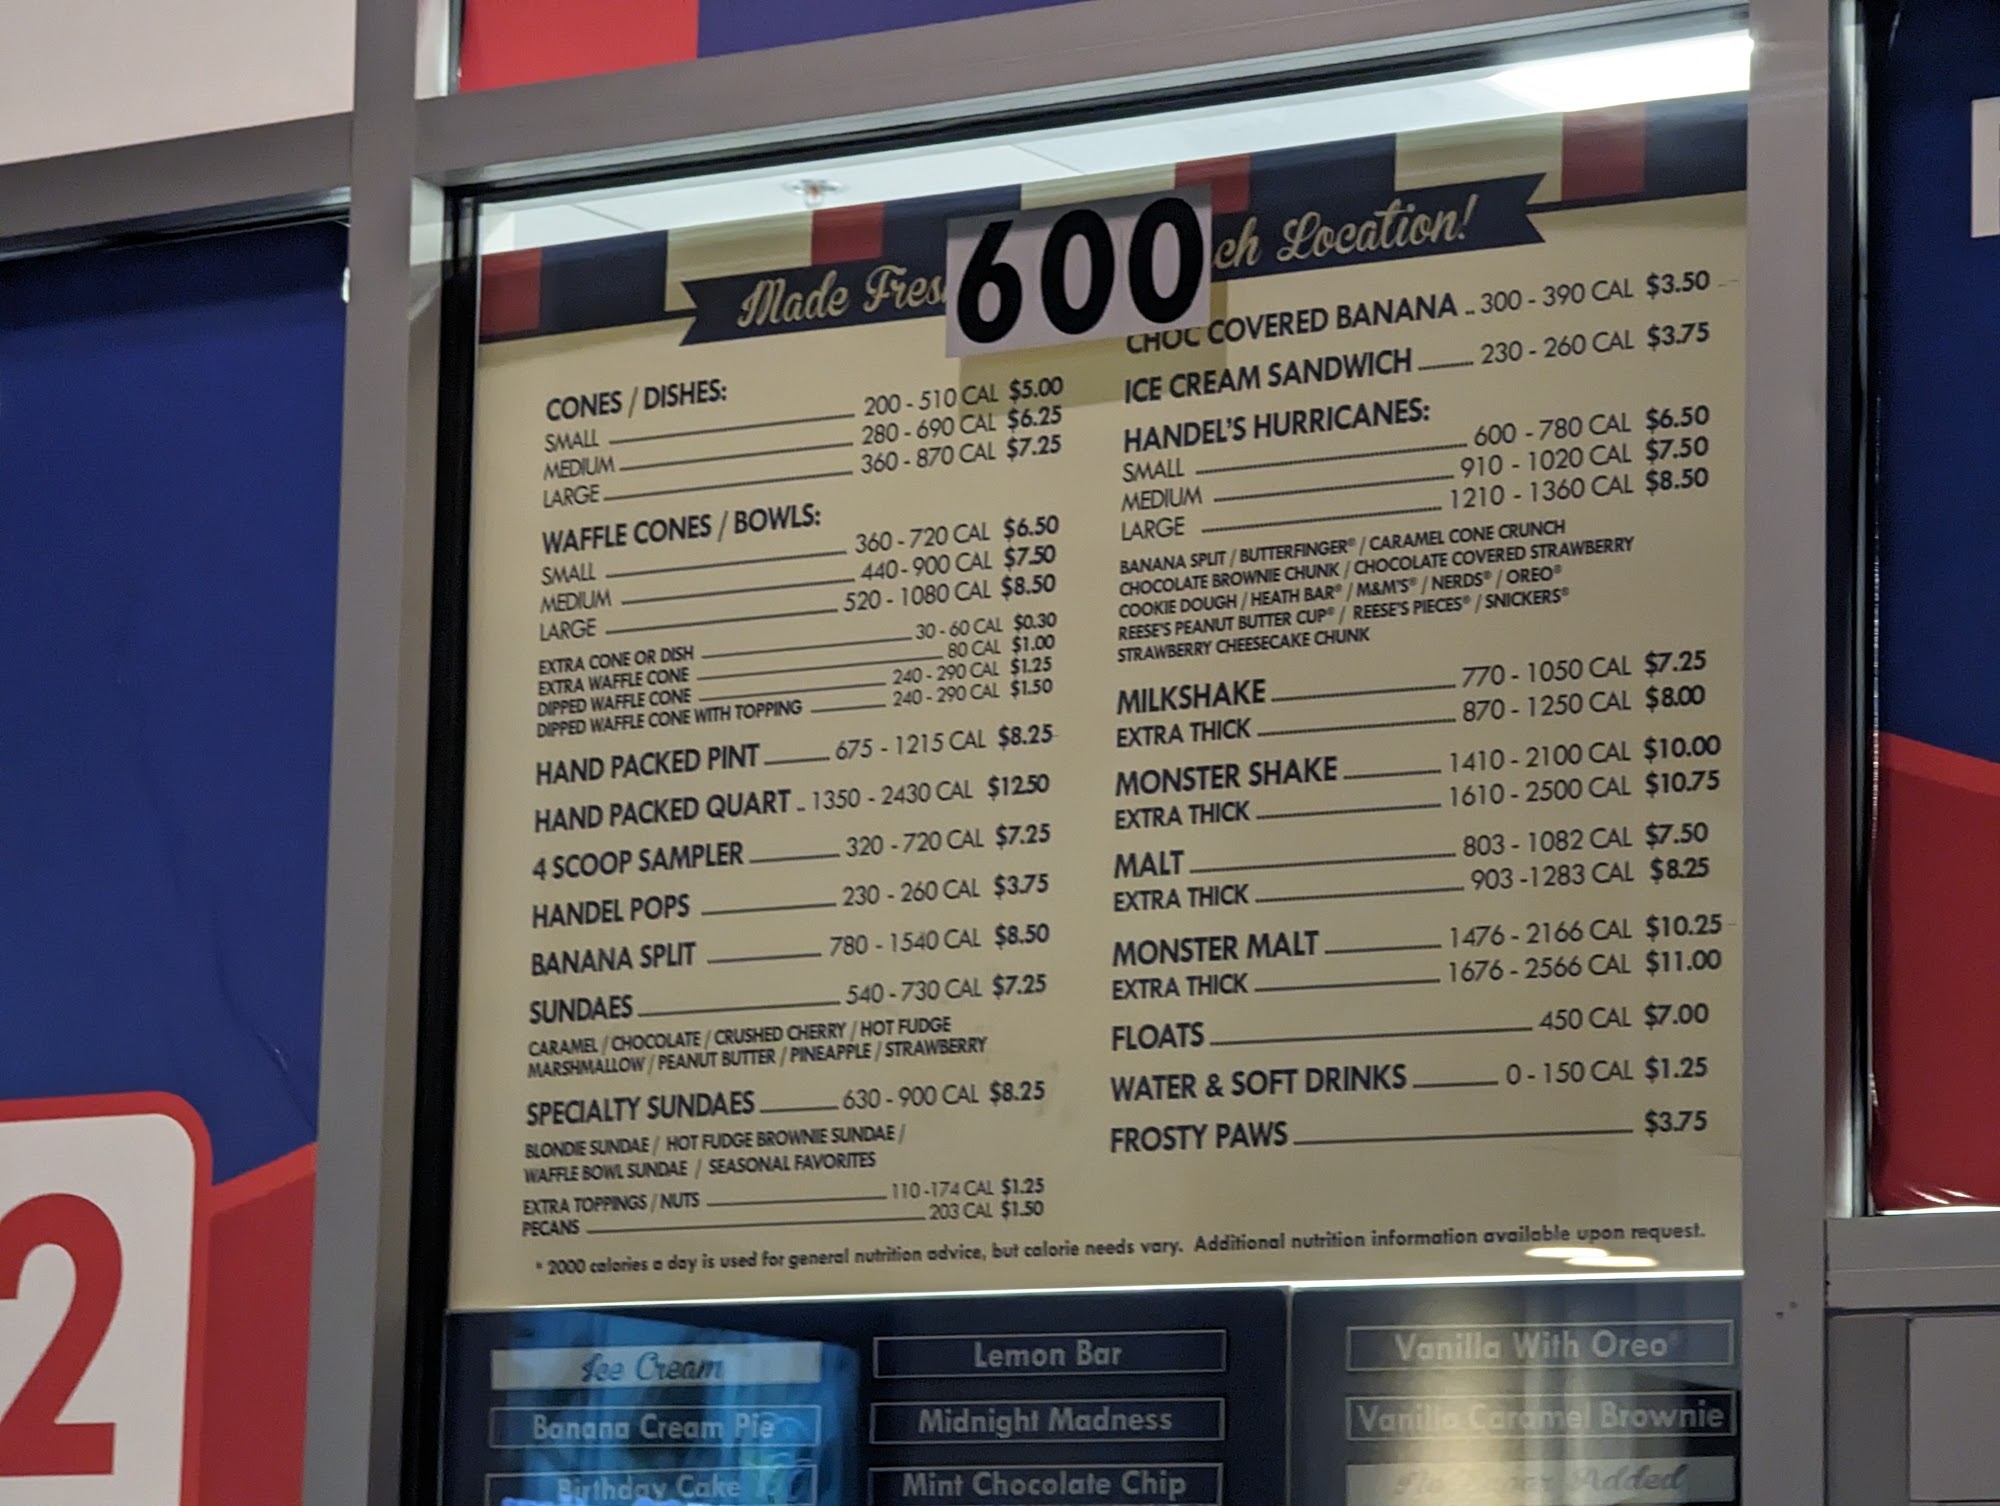 600
Made Fres ch Location!
CONES / DISHES:
SMALL 200 - 510 CAL $5.00
MEDIUM 280 - 690 CAL $6.25
LARGE 360 - 870 CAL $7.25
WAFFLE CONES / BOWLS:
SMALL 360 - 720 CAL $6.50
MEDIUM 440 - 900 CAL $7.50
LARGE 520 - 1080 CAL $8.50
EXTRA CONE OR DISH 30 - 60 CAL $0.30
EXTRA WAFFLE CONE 80 CAL $1.00
DIPPED WAFFLE CONE 240 - 290 CAL $1.25
DIPPED WAFFLE CONE WITH TOPPING 240 - 290 CAL $1.50
HAND PACKED PINT 675 - 1215 CAL $8.25
HAND PACKED QUART .. 1350 - 2430 CAL $12.50
4 SCOOP SAMPLER 320 - 720 CAL $7.25
HANDEL POPS 230 - 260 CAL $3.75
BANANA SPLIT 780 - 1540 CAL $8.50
SUNDAES 540 - 730 CAL $7.25
CARAMEL / CHOCOLATE / CRUSHED CHERRY / HOT FUDGE
MARSHMALLOW / PEANUT BUTTER / PINEAPPLE / STRAWBERRY
SPECIALTY SUNDAES 630 - 900 CAL $8.25
BLONDIE SUNDAE / HOT FUDGE BROWNIE SUNDAE /
WAFFLE BOWL SUNDAE / SEASONAL FAVORITES
EXTRA TOPPINGS / NUTS 110 -174 CAL $1.25
PECANS 203 CAL $1.50
CHOC COVERED BANANA .. 300 - 390 CAL $3.50
ICE CREAM SANDWICH 230 - 260 CAL $3.75
HANDEL'S HURRICANES:
SMALL 600 - 780 CAL $6.50
MEDIUM 910 - 1020 CAL $7.50
LARGE 1210 - 1360 CAL $8.50
BANANA SPLIT / BUTTERFINGER® / CARAMEL CONE CRUNCH
CHOCOLATE BROWNIE CHUNK / CHOCOLATE COVERED STRAWBERRY
COOKIE DOUGH / HEATH BAR® / M&M'S® / NERDS® / OREO®
REESE'S PEANUT BUTTER CUP® / REESE'S PIECES® / SNICKERS®
STRAWBERRY CHEESECAKE CHUNK
MILKSHAKE 770 - 1050 CAL $7.25
EXTRA THICK 870 - 1250 CAL $8.00
MONSTER SHAKE 1410 - 2100 CAL $10.00
EXTRA THICK 1610 - 2500 CAL $10.75
MALT 803 - 1082 CAL $7.50
EXTRA THICK 903 -1283 CAL $8.25
MONSTER MALT 1476 - 2166 CAL $10.25
EXTRA THICK 1676 - 2566 CAL $11.00
FLOATS 450 CAL $7.00
WATER & SOFT DRINKS 0 - 150 CAL $1.25
FROSTY PAWS $3.75
* 2000 calories a day is used for general nutrition advice, but calorie needs vary. Additional nutrition information available upon request.
2
Ice Cream
Banana Cream Pie
Birthday Cake
Lemon Bar
Midnight Madness
Mint Chocolate Chip
Vanilla With Oreo®
Vanilla Caramel Brownie
No Sugar Added